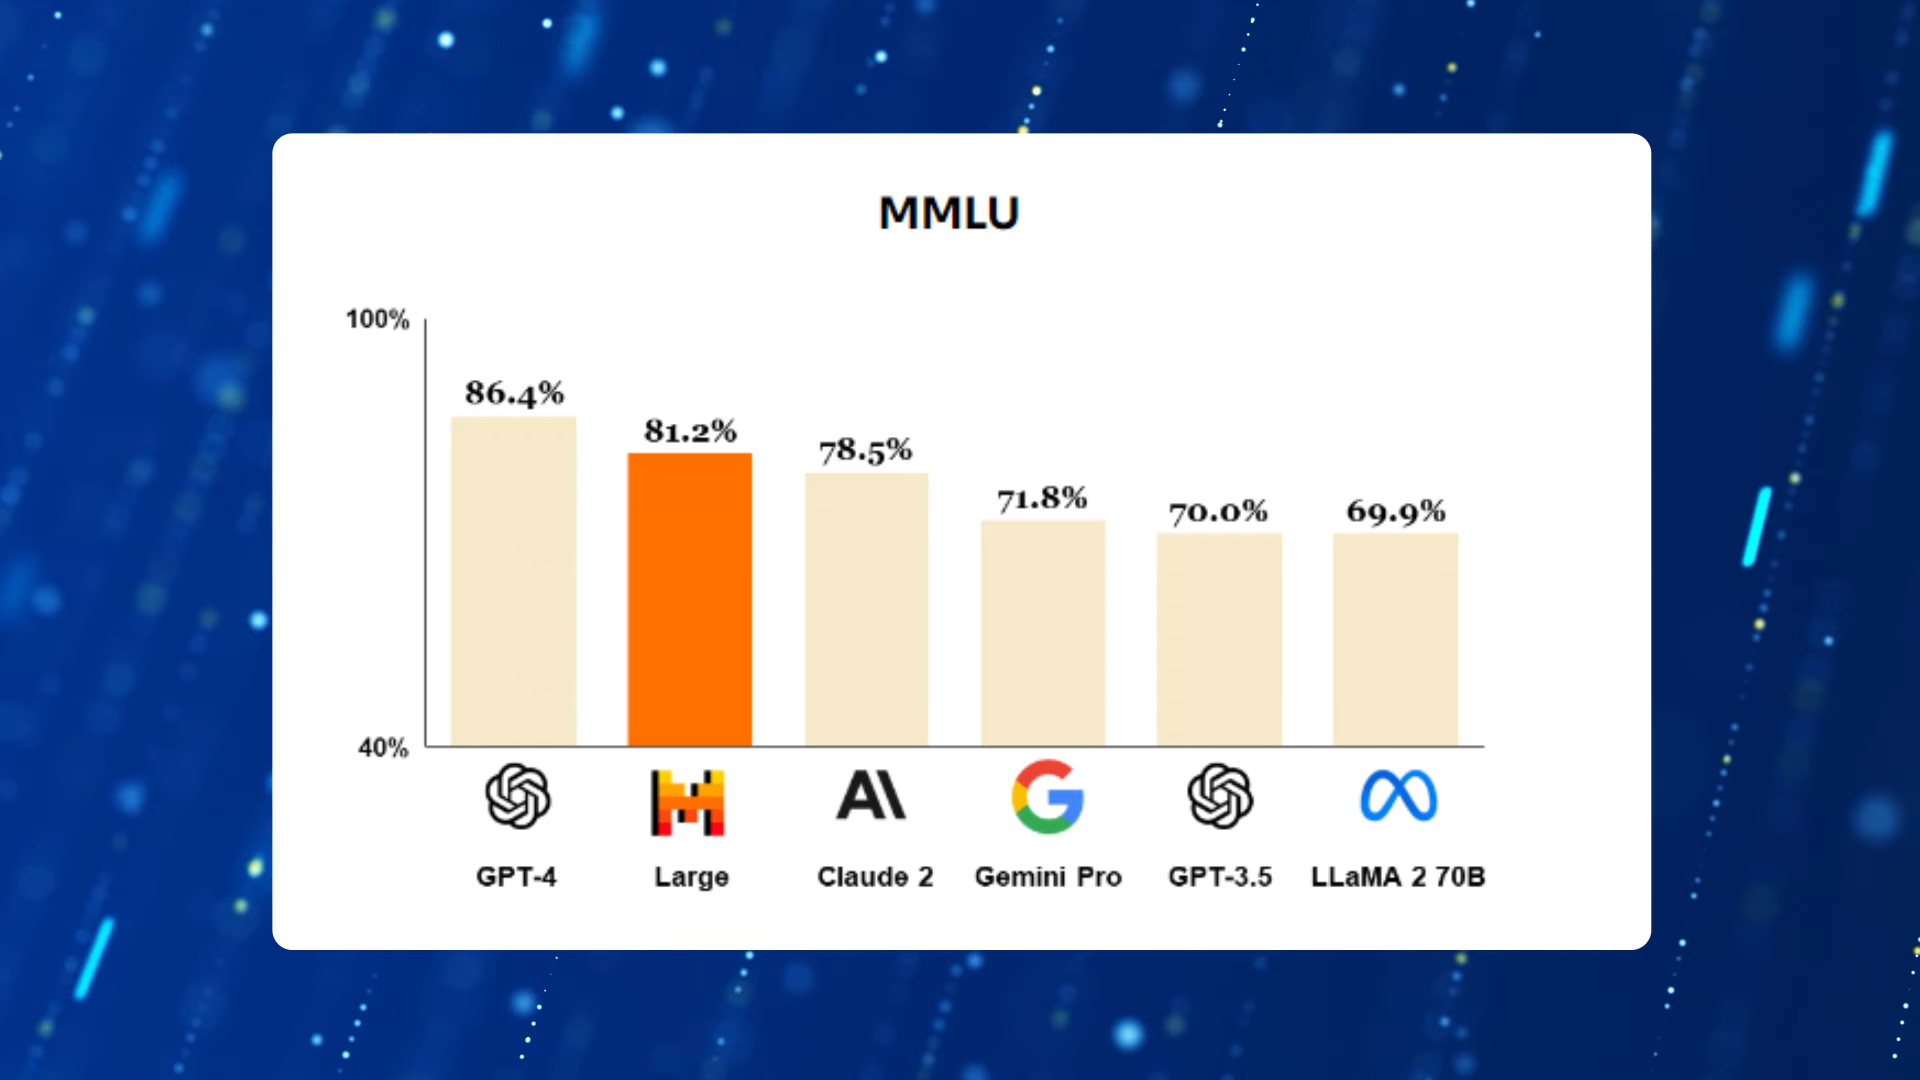 MMLU
100%
86.4%
81.2%
78.5%
71.8%
70.0%
69.9%
40%
GPT-4
Large
Claude 2
Gemini Pro
GPT-3.5
LLaMA 2 70B